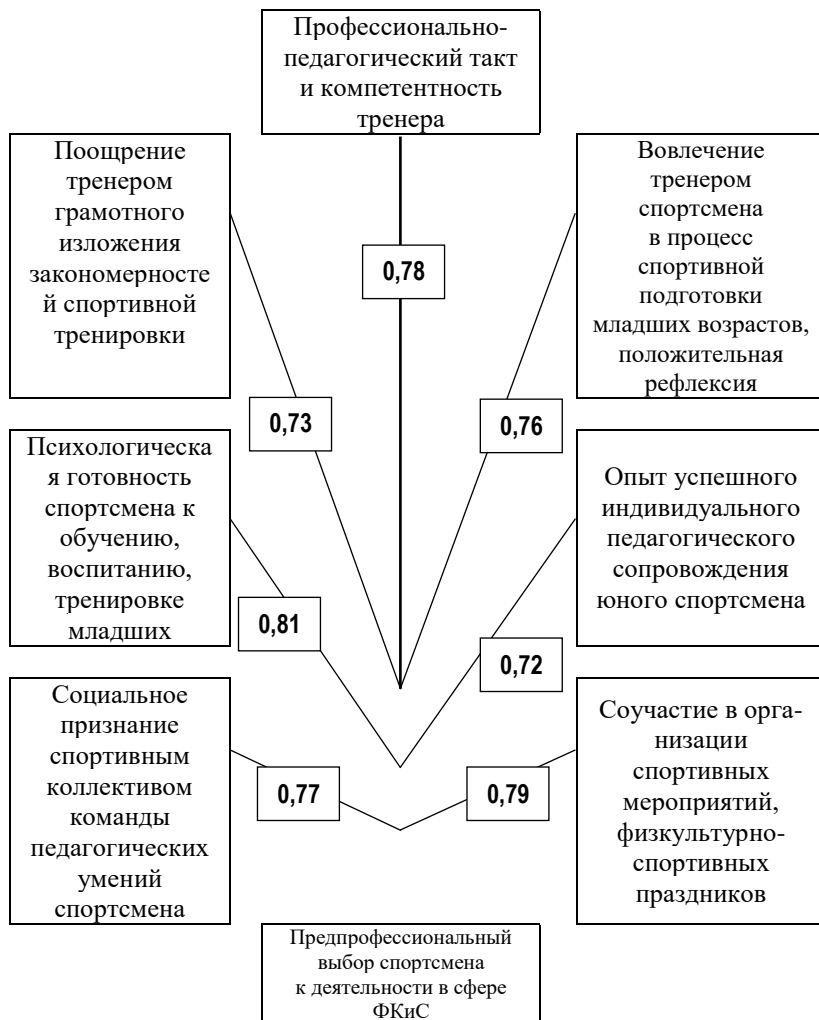 Профессионально-
педагогический такт
и компетентность
тренера
Поощрение
тренером
грамотного
изложения
закономерносте
й спортивной
тренировки
Вовлечение
тренером
спортсмена
в процесс
спортивной
подготовки
младших возрастов,
положительная
рефлексия
0,78
0,73
0,76
Психологическа
я готовность
спортсмена к
обучению,
воспитанию,
тренировке
младших
Опыт успешного
индивидуального
педагогического
сопровождения
юного спортсмена
0,81
0,72
Социальное
признание
спортивным
коллективом
команды
педагогических
умений
спортсмена
Соучастие в орга-
низации
спортивных
мероприятий,
физкультурно-
спортивных
праздников
0,77
0,79
Предпрофессиональный
выбор спортсмена
к деятельности в сфере
ФКиС